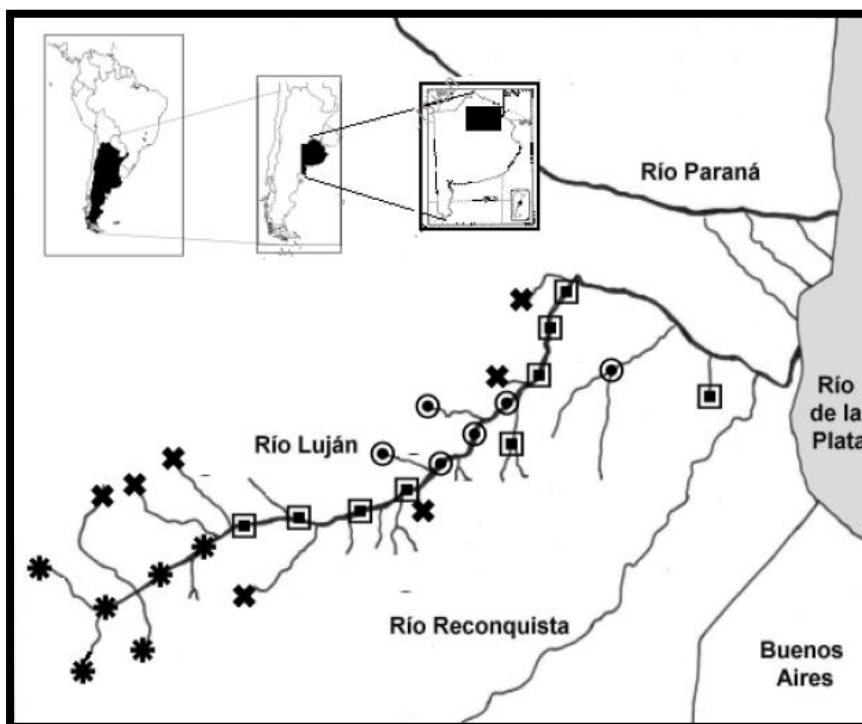 Río Paraná
Río Luján
Río
de la
Plata
Río Reconquista
Buenos
Aires